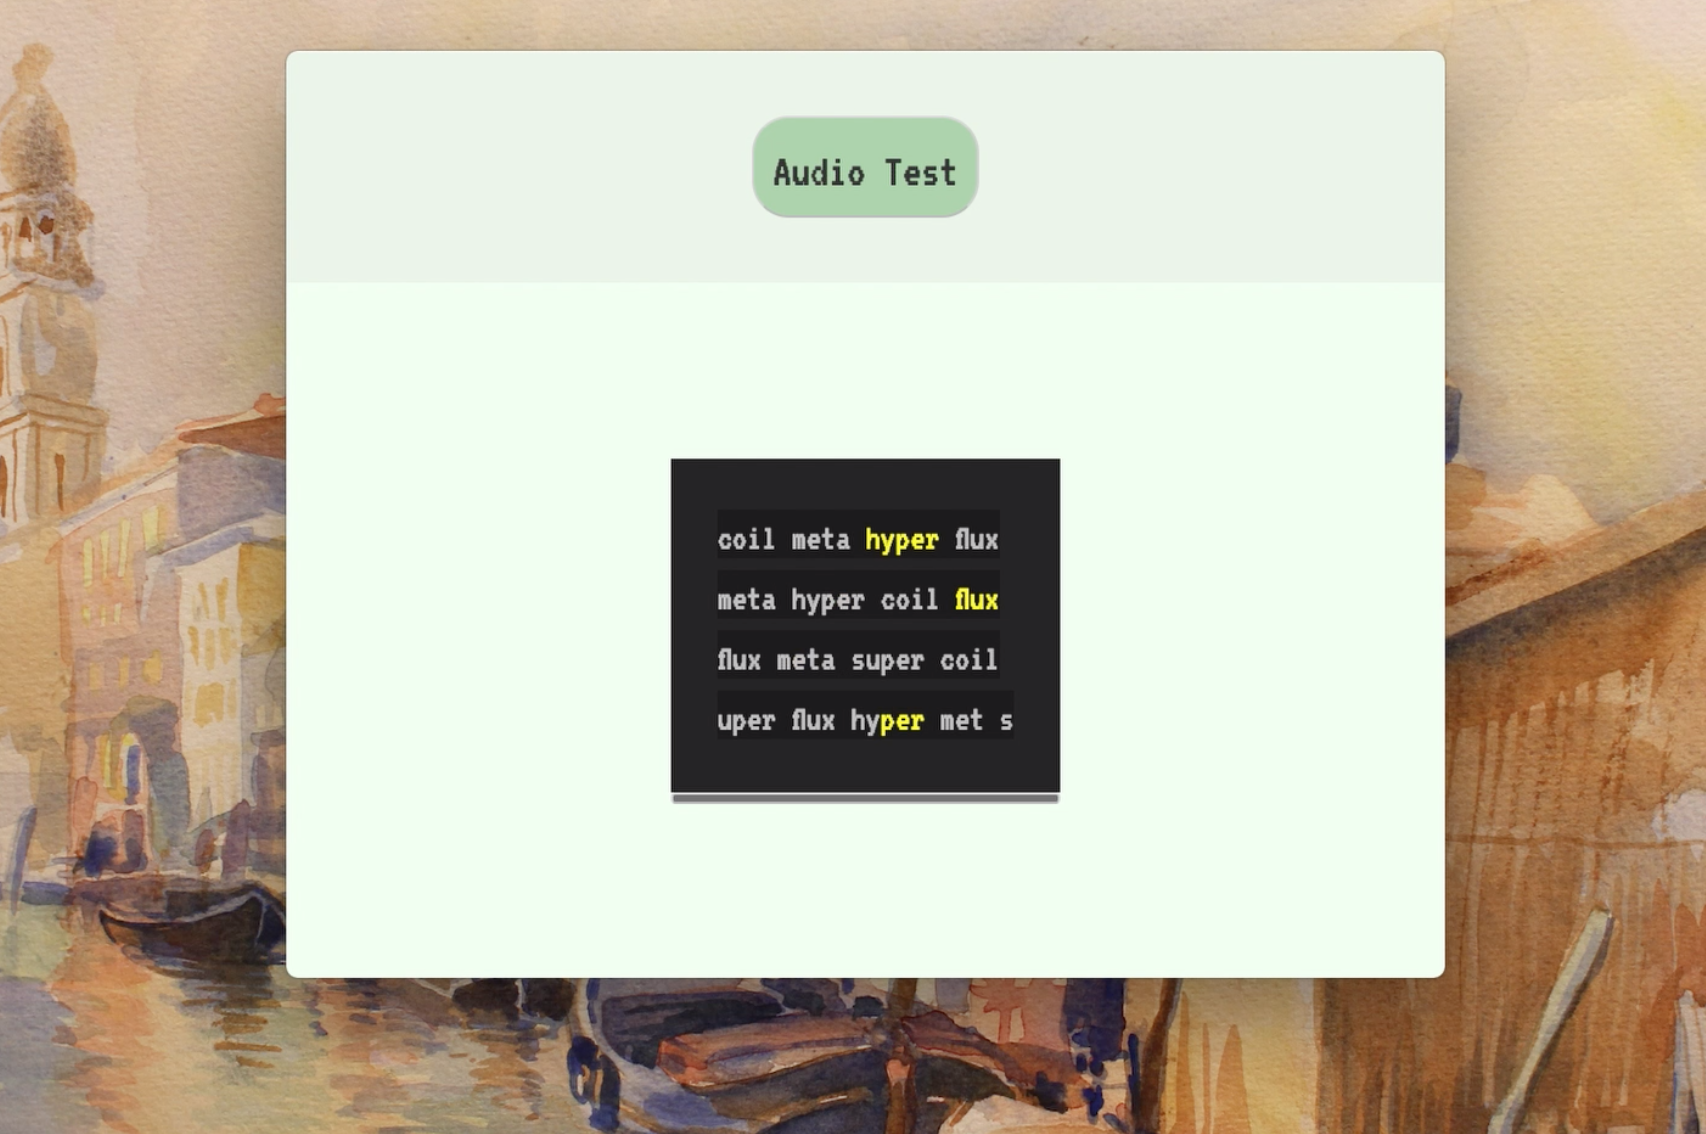 Audio Test
coil meta hyper flux
meta hyper coil flux
flux meta super coil
uper flux hyper met s